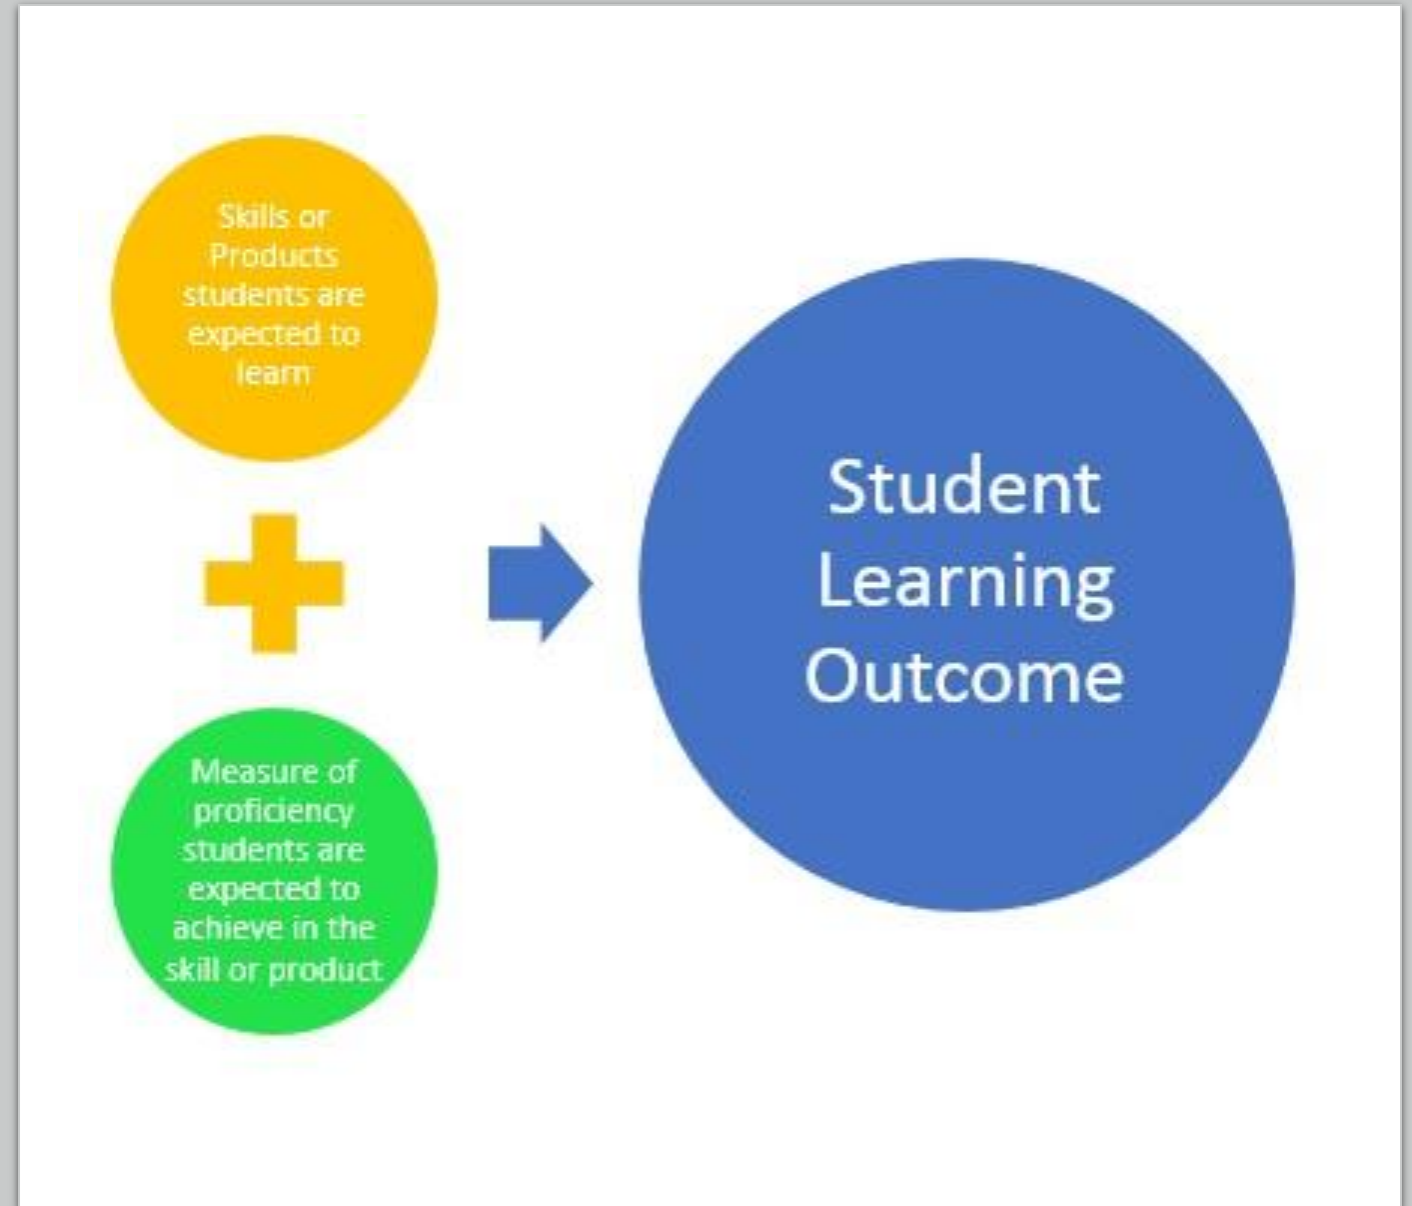 Skills or
Products
students are
expected to
learn
Measure of
proficiency
students are
expected to
achieve in the
skill or product
Student
Learning
Outcome